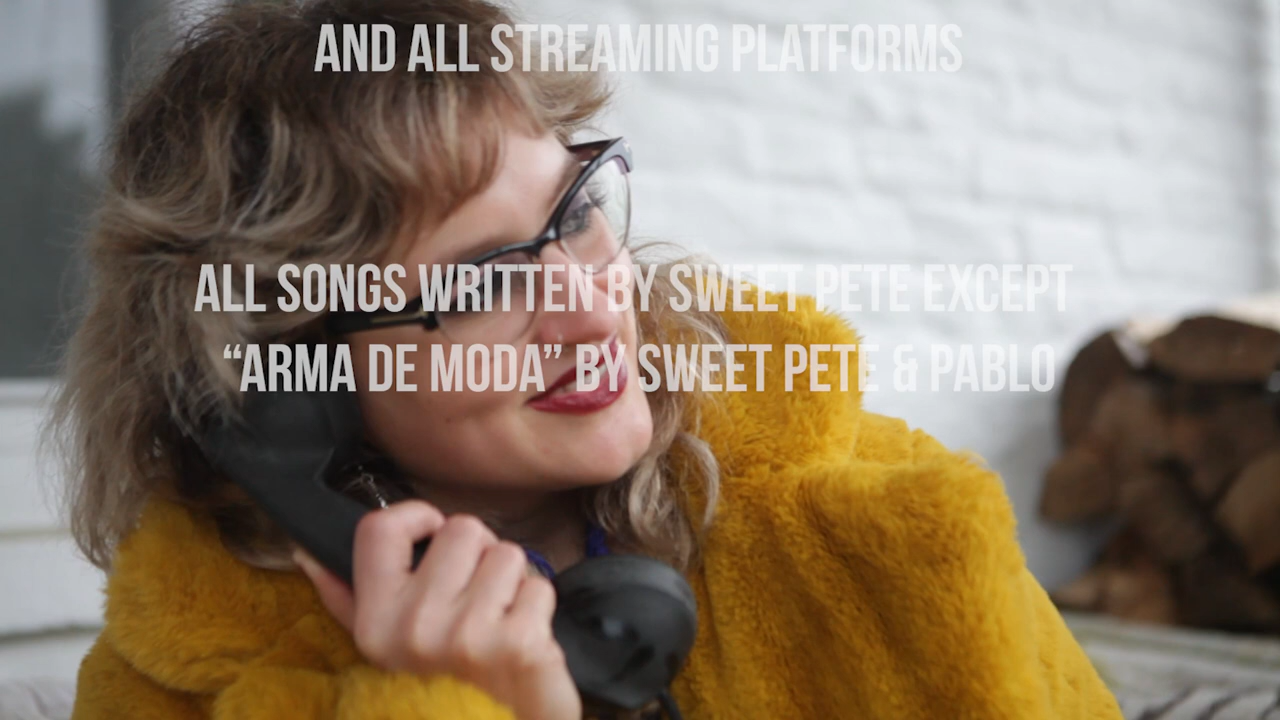 AND ALL STREAMING PLATFORMS
ALL SONGS WRITTEN BY SWEET PETE EXCEPT
“ARMA DE MODA” BY SWEET PETE & PABLO